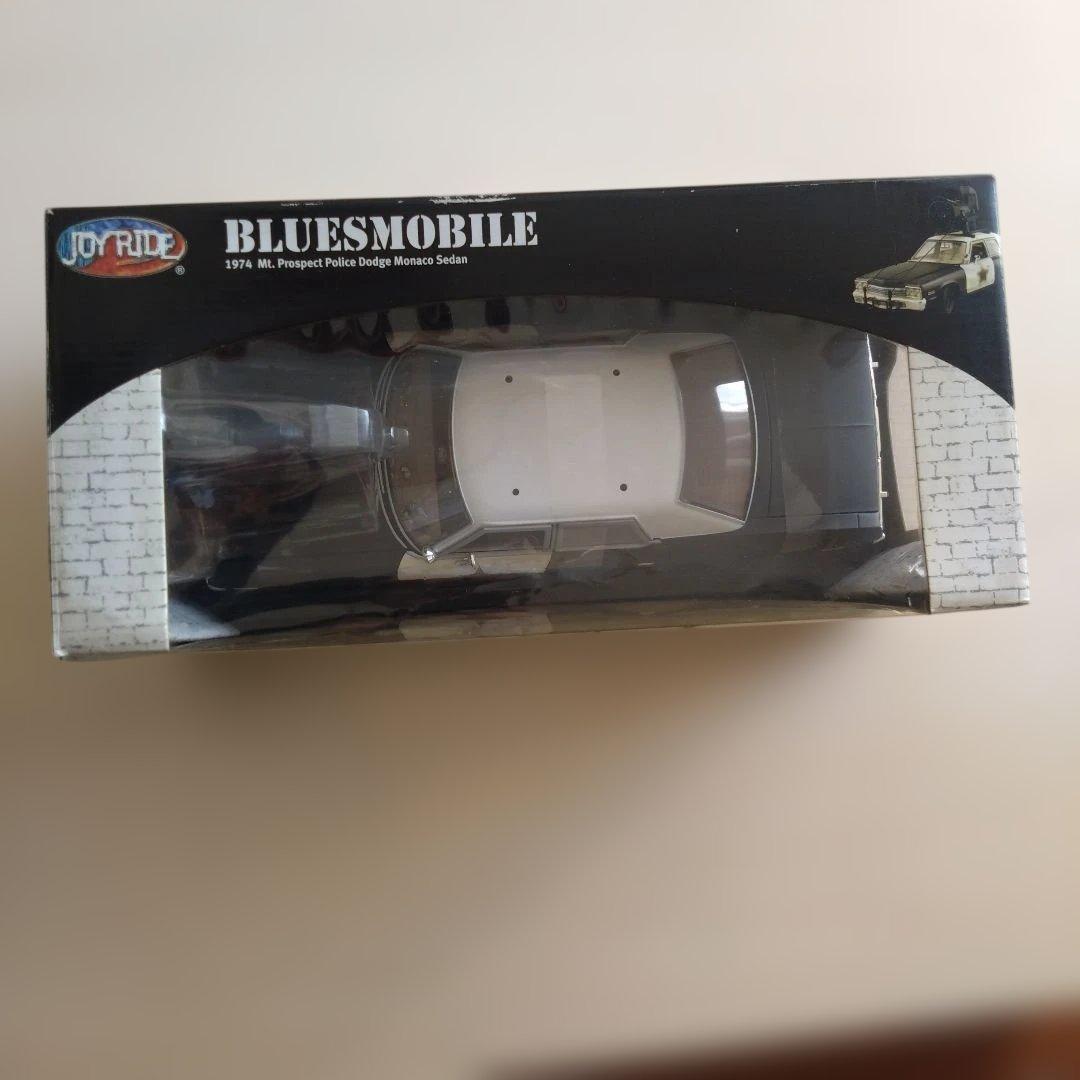 JOYRIDE
®
BLUESMOBILE
1974 Mt. Prospect Police Dodge Monaco Sedan